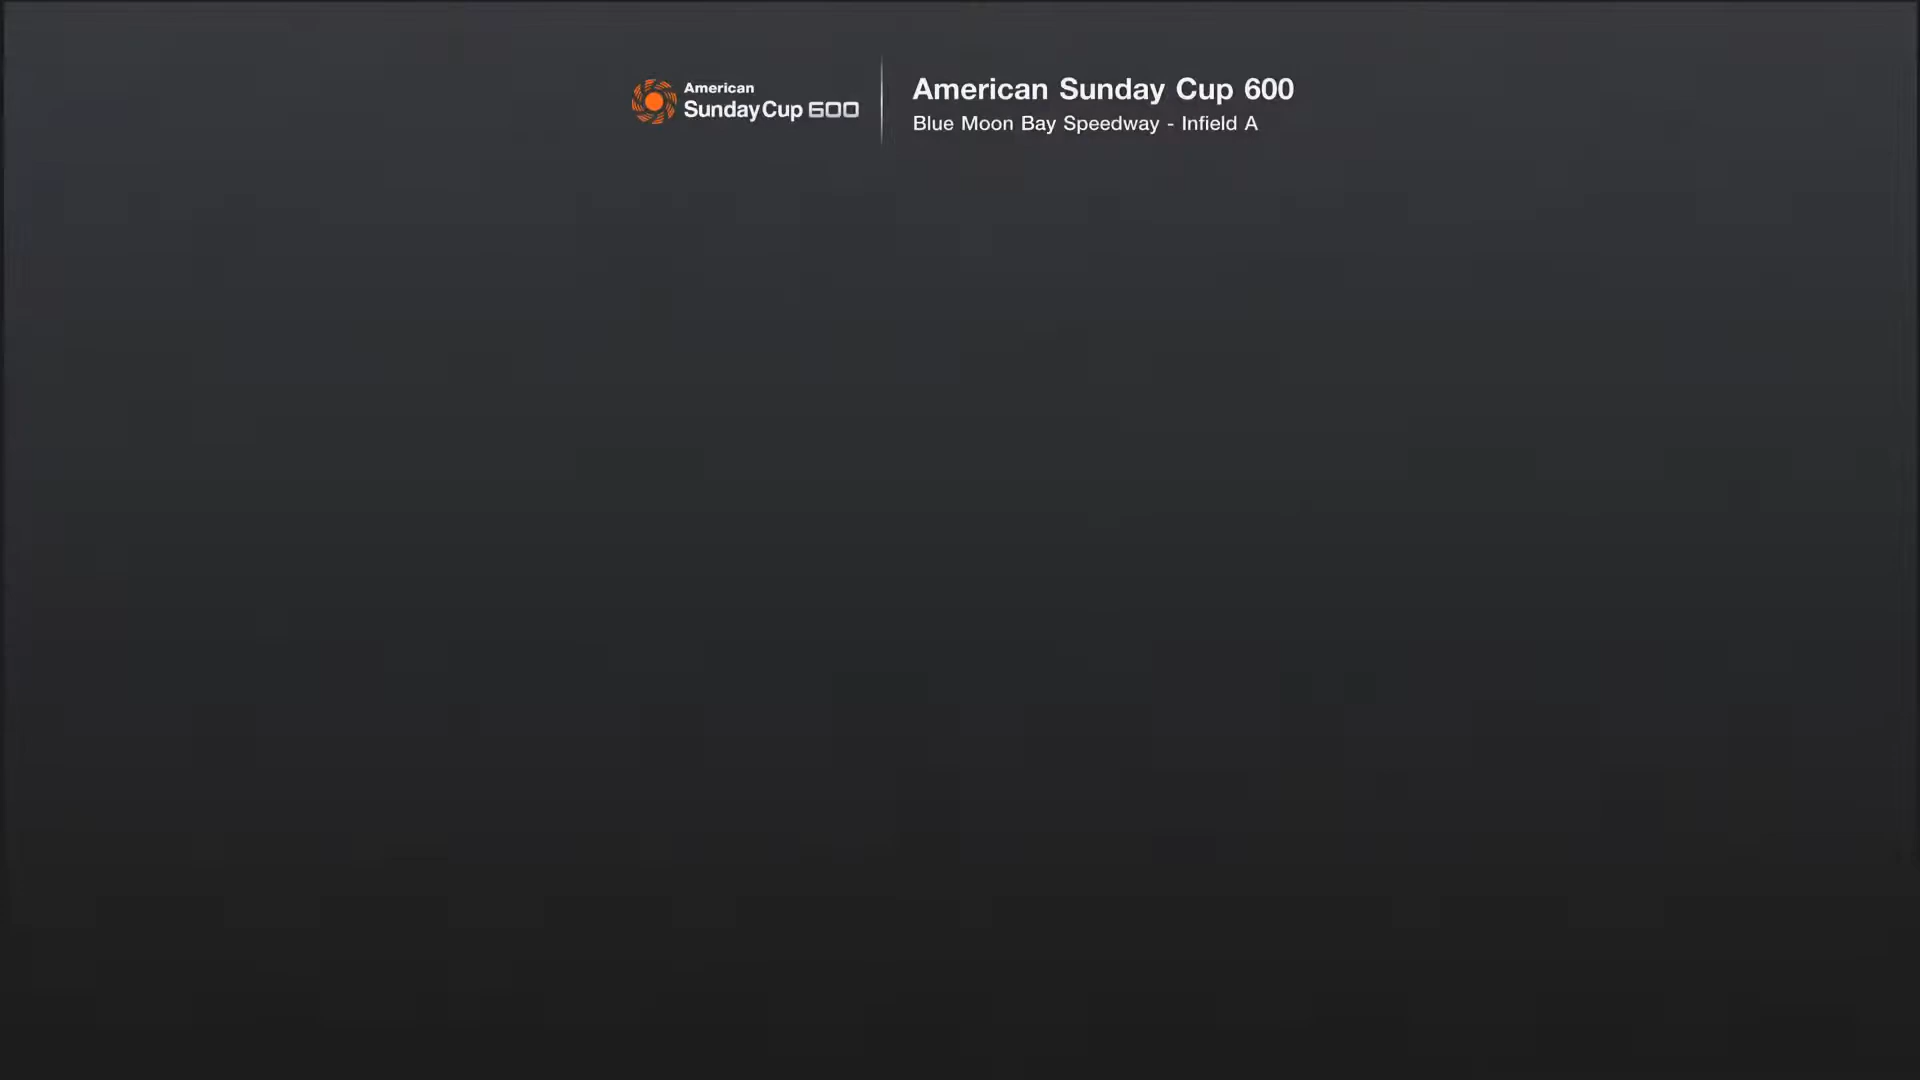 American
SundayCup 600
American Sunday Cup 600
Blue Moon Bay Speedway - Infield A